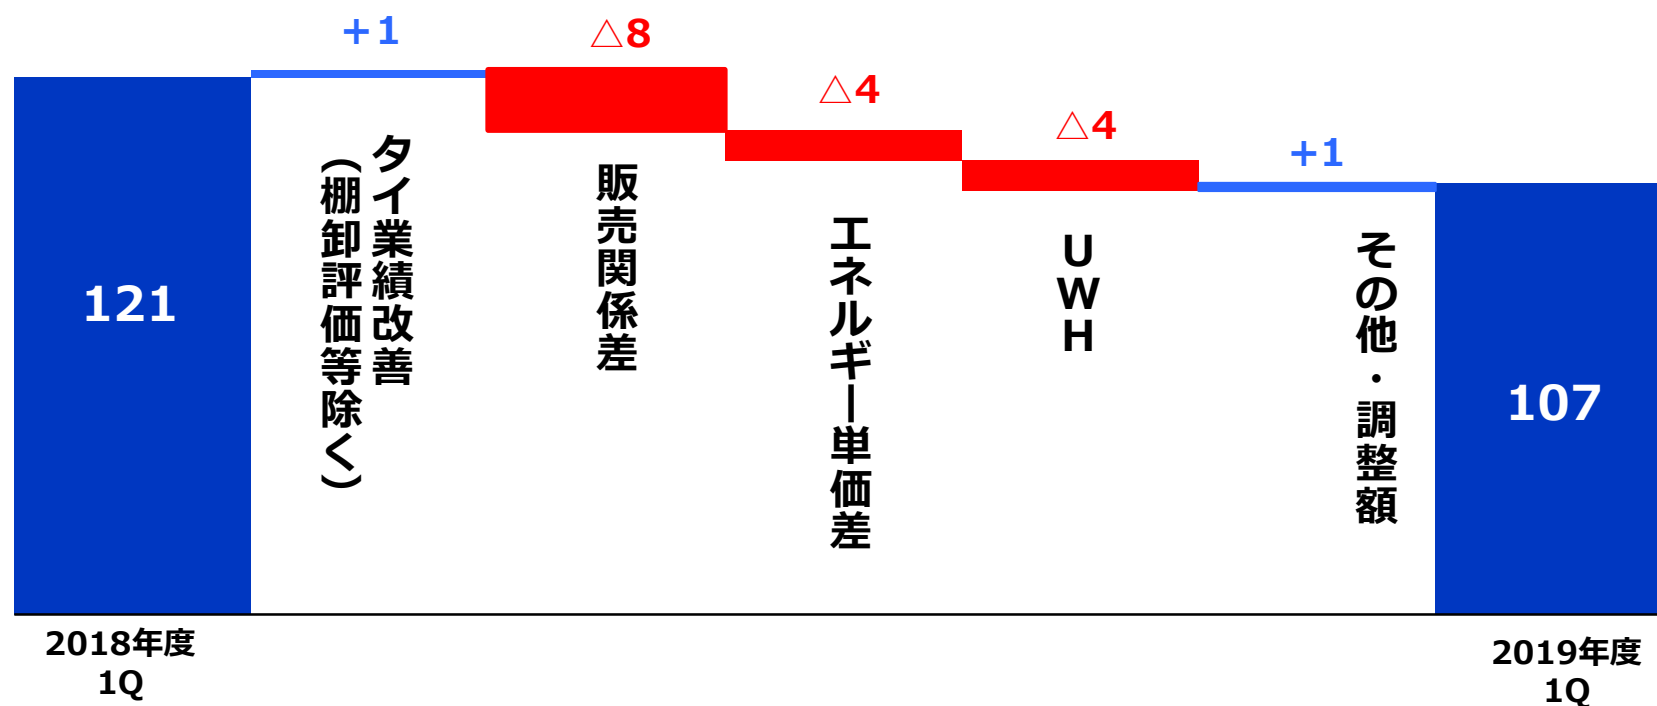 +1
△8
△4
△4
+1
121
タイ業績改善
（棚卸評価等除く）
販売関係差
エネルギー単価差
UWH
その他・調整額
107
2018年度
1Q
2019年度
1Q